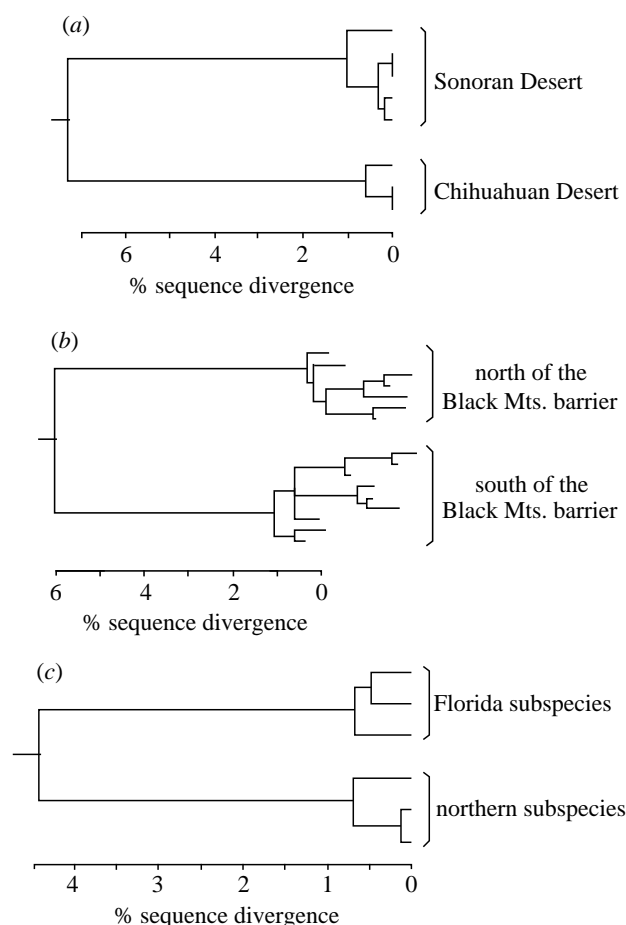 (a)
Sonoran Desert
Chihuahuan Desert
6 4 2 0
% sequence divergence
(b)
north of the
Black Mts. barrier
south of the
Black Mts. barrier
6 4 2 0
% sequence divergence
(c)
Florida subspecies
northern subspecies
4 3 2 1 0
% sequence divergence